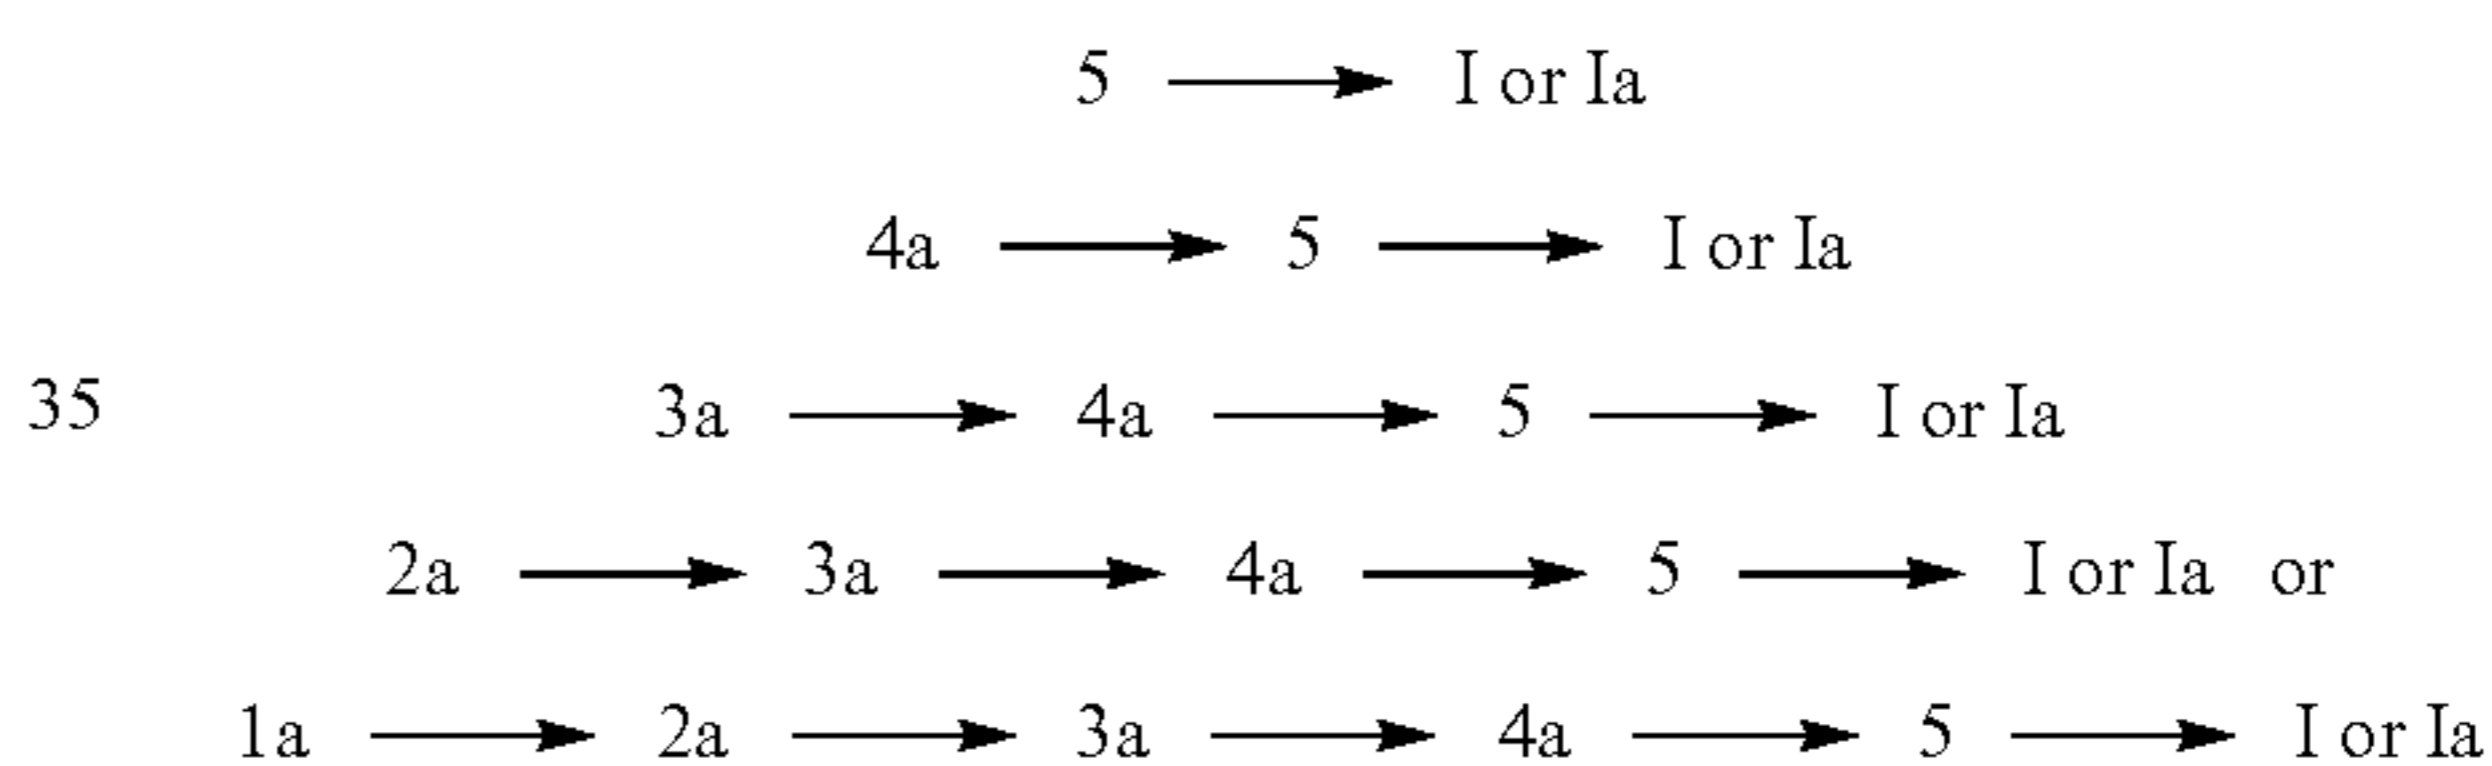 5 → I or Ia
4a → 5 → I or Ia
35 3a → 4a → 5 → I or Ia
2a → 3a → 4a → 5 → I or Ia or
1a → 2a → 3a → 4a → 5 → I or Ia